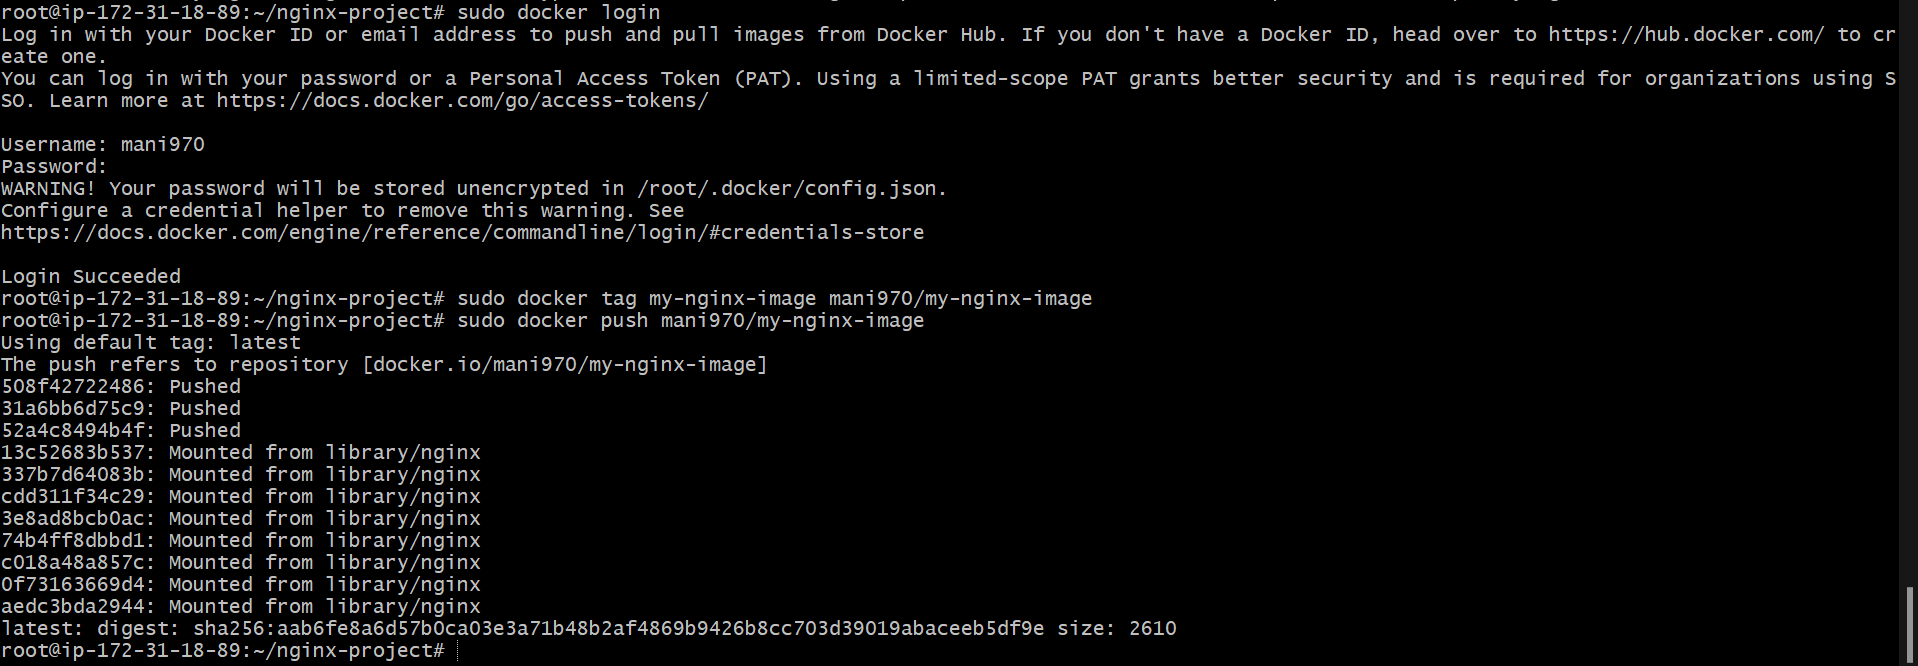 root@ip-172-31-18-89:~/nginx-project# sudo docker login
Log in with your Docker ID or email address to push and pull images from Docker Hub. If you don't have a Docker ID, head over to https://hub.docker.com/ to cr
eate one.
You can log in with your password or a Personal Access Token (PAT). Using a limited-scope PAT grants better security and is required for organizations using S
SO. Learn more at https://docs.docker.com/go/access-tokens/
Username: mani970
Password:
WARNING! Your password will be stored unencrypted in /root/.docker/config.json.
Configure a credential helper to remove this warning. See
https://docs.docker.com/engine/reference/commandline/login/#credentials-store
Login Succeeded
root@ip-172-31-18-89:~/nginx-project# sudo docker tag my-nginx-image mani970/my-nginx-image
root@ip-172-31-18-89:~/nginx-project# sudo docker push mani970/my-nginx-image
Using default tag: latest
The push refers to repository [docker.io/mani970/my-nginx-image]
508f42722486: Pushed
31a6bb6d75c9: Pushed
52a4c8494b4f: Pushed
13c52683b537: Mounted from library/nginx
337b7d64083b: Mounted from library/nginx
cdd311f34c29: Mounted from library/nginx
3e8ad8bcb0ac: Mounted from library/nginx
74b4ff8dbbd1: Mounted from library/nginx
c018a48a857c: Mounted from library/nginx
0f73163669d4: Mounted from library/nginx
aedc3bda2944: Mounted from library/nginx
latest: digest: sha256:aab6fe8a6d57b0ca03e3a71b48b2af4869b9426b8cc703d39019abaceeb5df9e size: 2610
root@ip-172-31-18-89:~/nginx-project#